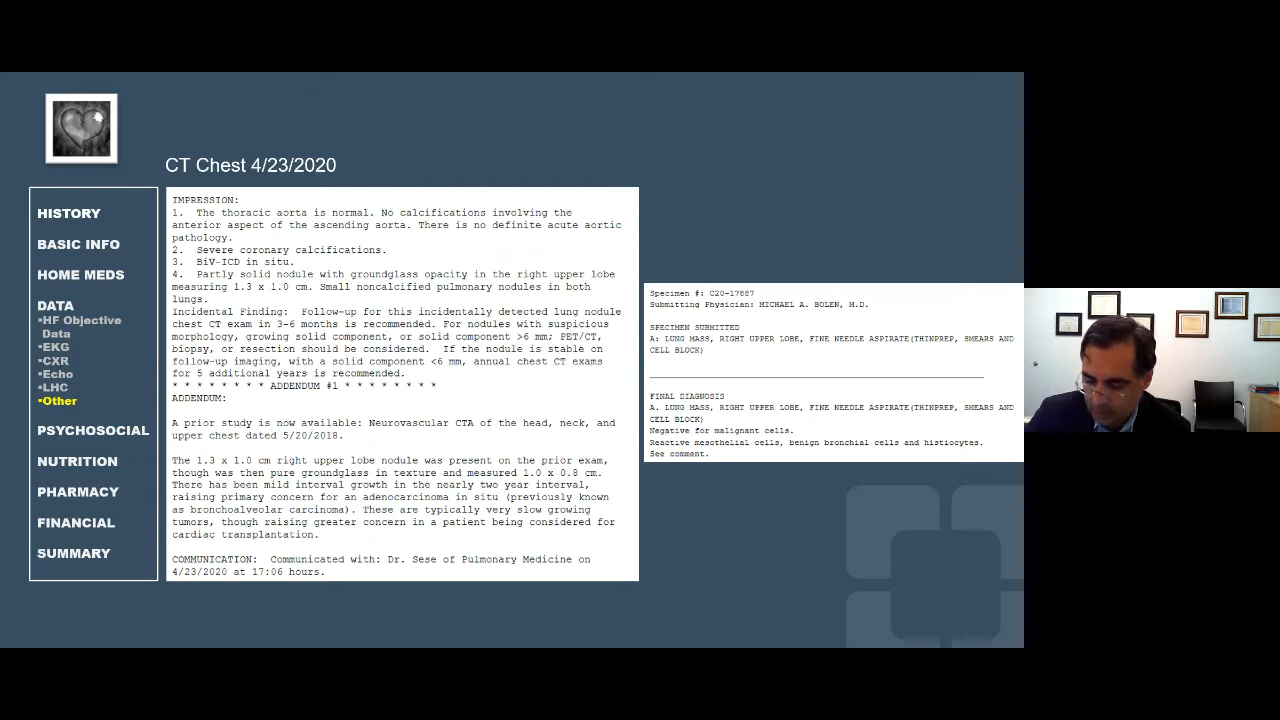 CT Chest 4/23/2020
HISTORY
BASIC INFO
HOME MEDS
DATA
•HF Objective
Data
•EKG
•CXR
•Echo
•LHC
•Other
PSYCHOSOCIAL
NUTRITION
PHARMACY
FINANCIAL
SUMMARY
IMPRESSION:
1. The thoracic aorta is normal. No calcifications involving the
anterior aspect of the ascending aorta. There is no definite acute aortic
pathology.
2. Severe coronary calcifications.
3. BiV-ICD in situ.
4. Partly solid nodule with groundglass opacity in the right upper lobe
measuring 1.3 x 1.0 cm. Small noncalcified pulmonary nodules in both
lungs.
Incidental Finding: Follow-up for this incidentally detected lung nodule
chest CT exam in 3-6 months is recommended. For nodules with suspicious
morphology, growing solid component, or solid component >6 mm; PET/CT,
biopsy, or resection should be considered. If the nodule is stable on
follow-up imaging, with a solid component <6 mm, annual chest CT exams
for 5 additional years is recommended.
* * * * * * * * ADDENDUM #1 * * * * * * * *
ADDENDUM:
A prior study is now available: Neurovascular CTA of the head, neck, and
upper chest dated 5/20/2018.
The 1.3 x 1.0 cm right upper lobe nodule was present on the prior exam,
though was then pure groundglass in texture and measured 1.0 x 0.8 cm.
There has been mild interval growth in the nearly two year interval,
raising primary concern for an adenocarcinoma in situ (previously known
as bronchoalveolar carcinoma). These are typically very slow growing
tumors, though raising greater concern in a patient being considered for
cardiac transplantation.
COMMUNICATION: Communicated with: Dr. Sese of Pulmonary Medicine on
4/23/2020 at 17:06 hours.
Specimen #: C20-17887
Submitting Physician: MICHAEL A. BOLEN, M.D.
SPECIMEN SUBMITTED
A: LUNG MASS, RIGHT UPPER LOBE, FINE NEEDLE ASPIRATE(THINPREP, SMEARS AND
CELL BLOCK)
FINAL DIAGNOSIS
A. LUNG MASS, RIGHT UPPER LOBE, FINE NEEDLE ASPIRATE(THINPREP, SMEARS AND
CELL BLOCK)
Negative for malignant cells.
Reactive mesothelial cells, benign bronchial cells and histiocytes.
See comment.